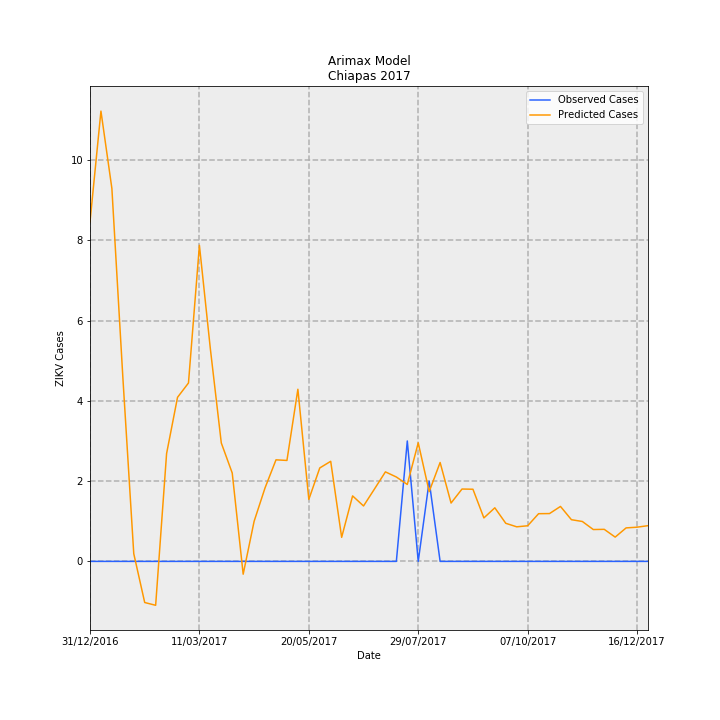 Arimax Model
Chiapas 2017
Observed Cases
Predicted Cases
ZIKV Cases
10
8
6
4
2
0
31/12/2016 11/03/2017 20/05/2017 29/07/2017 07/10/2017 16/12/2017
Date